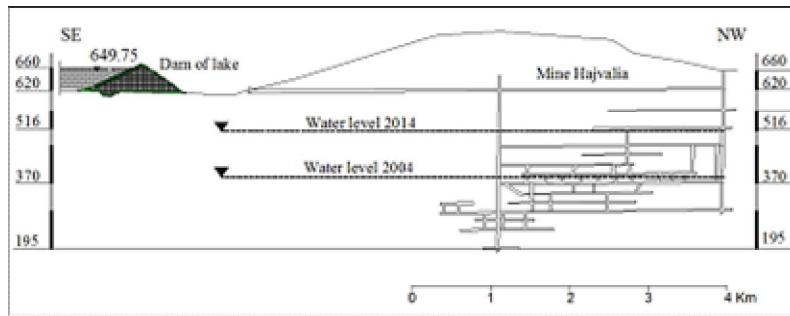 SE
NW
649.75
Dam of lake
660
660
Mine Hajvalia
620
620
516
Water level 2014
516
370
Water level 2004
370
195
195
0 1 2 3 4 Km